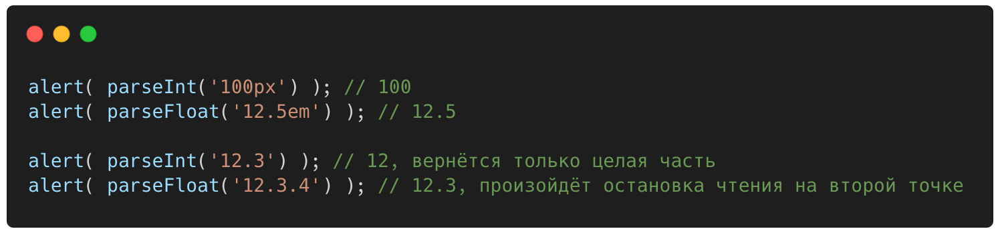 alert( parseInt('100px') ); // 100
alert( parseFloat('12.5em') ); // 12.5
alert( parseInt('12.3') ); // 12, вернётся только целая часть
alert( parseFloat('12.3.4') ); // 12.3, произойдёт остановка чтения на второй точке